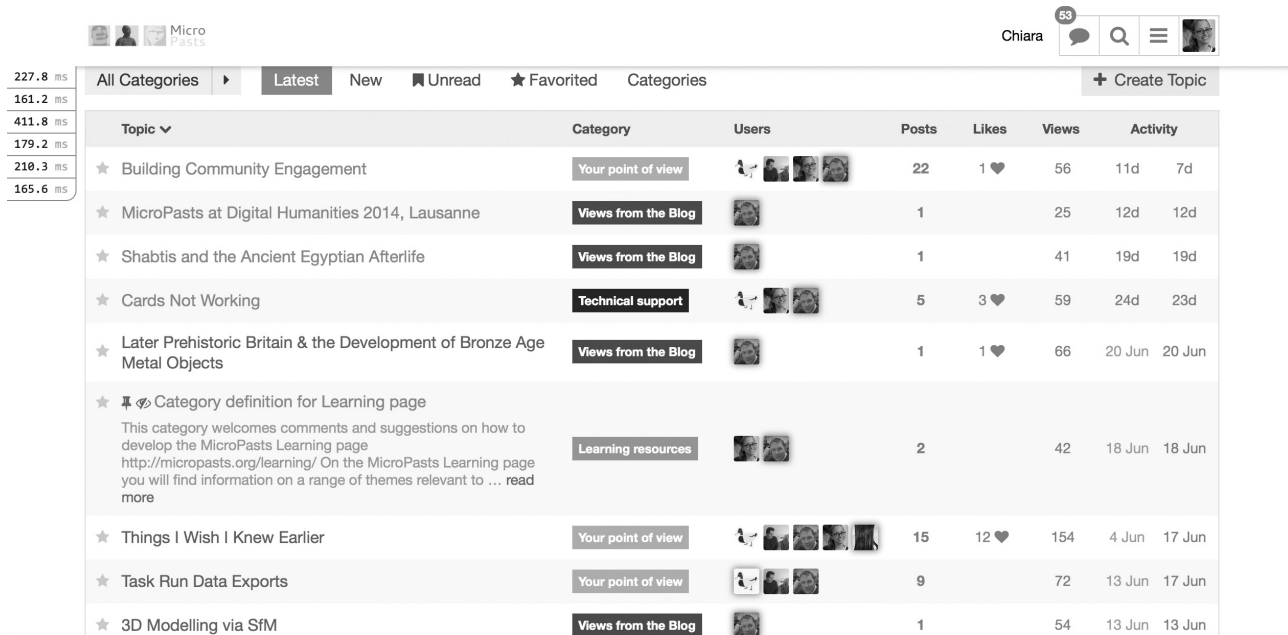 Micro
Pasts
Chiara
53
227.8 ms
161.2 ms
411.8 ms
179.2 ms
210.3 ms
165.6 ms
All Categories Latest New Unread Favorited Categories + Create Topic
Topic Category Users Posts Likes Views Activity
Building Community Engagement Your point of view 22 1 56 11d 7d
MicroPasts at Digital Humanities 2014, Lausanne Views from the Blog 1 25 12d 12d
Shabtis and the Ancient Egyptian Afterlife Views from the Blog 1 41 19d 19d
Cards Not Working Technical support 5 3 59 24d 23d
Later Prehistoric Britain & the Development of Bronze Age
Metal Objects Views from the Blog 1 1 66 20 Jun 20 Jun
Category definition for Learning page
This category welcomes comments and suggestions on how to
develop the MicroPasts Learning page
http://micropasts.org/learning/ On the MicroPasts Learning page
you will find information on a range of themes relevant to … read
more
Learning resources 2 42 18 Jun 18 Jun
Things I Wish I Knew Earlier Your point of view 15 12 154 4 Jun 17 Jun
Task Run Data Exports Your point of view 9 72 13 Jun 17 Jun
3D Modelling via SfM Views from the Blog 1 54 13 Jun 13 Jun